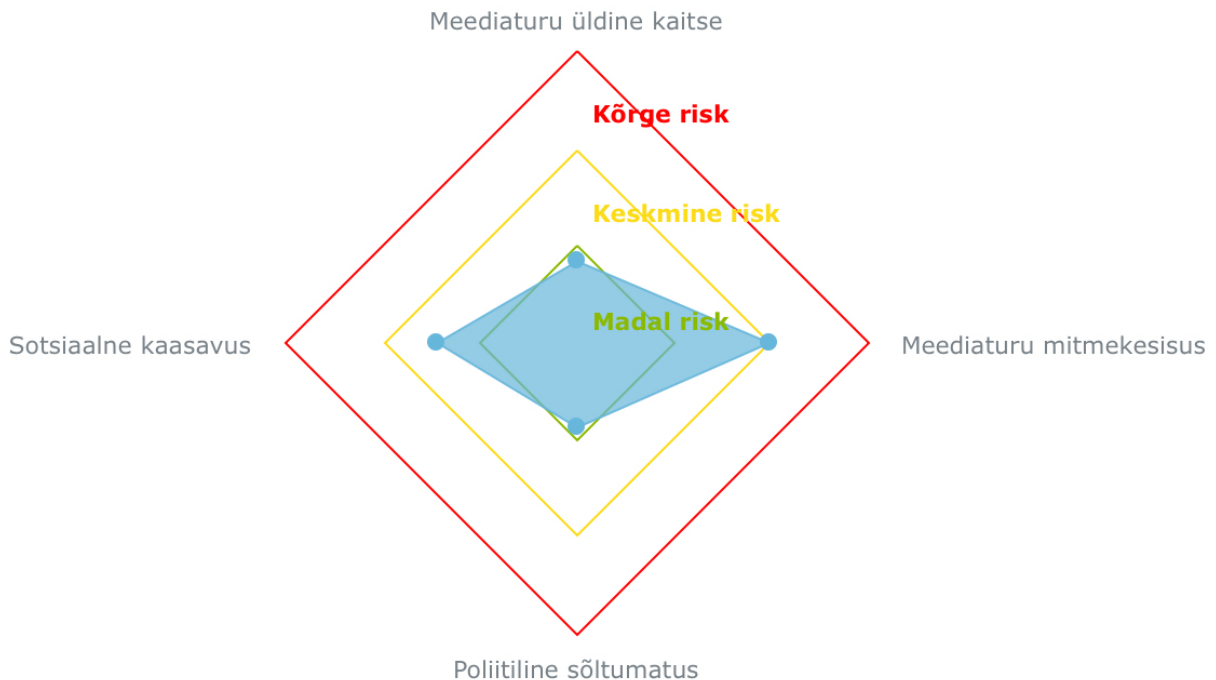 Meediaturu üldine kaitse
Kõrge risk
Keskmine risk
Madal risk
Sotsiaalne kaasavus
Meediaturu mitmekesisus
Poliitiline sõltumatus